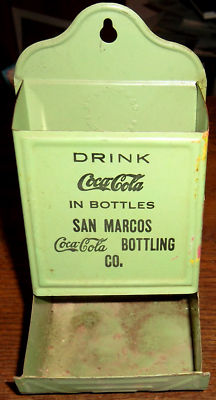 DRINK
Coca-Cola
IN BOTTLES
SAN MARCOS
Coca-Cola BOTTLING
CO.